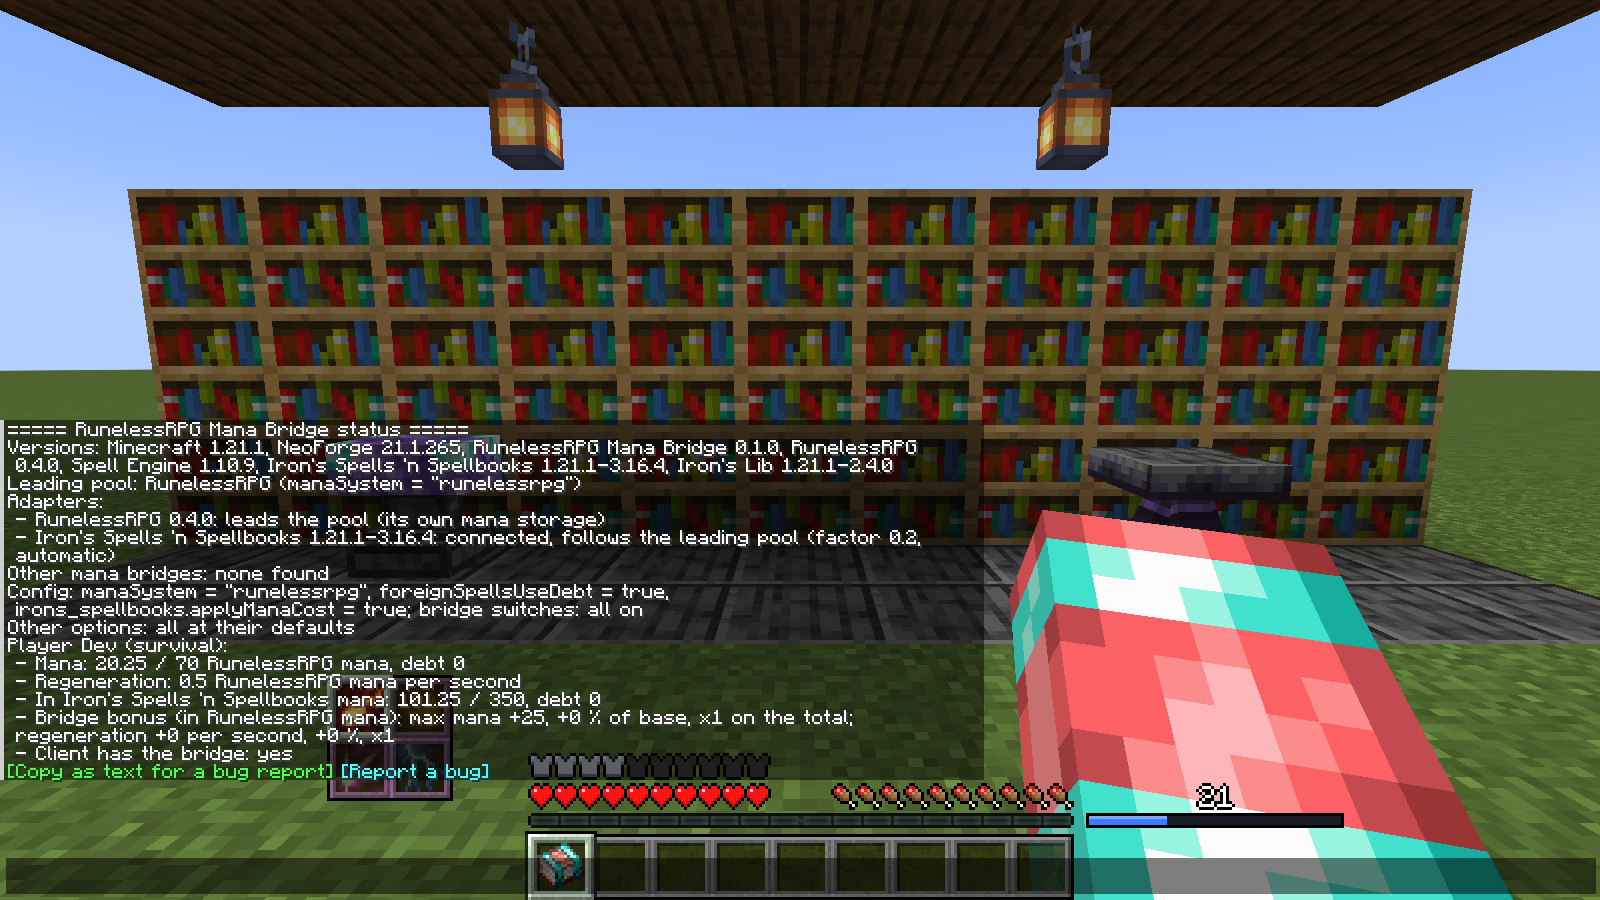 ===== RunelessRPG Mana Bridge status =====
Versions: Minecraft 1.21.1, NeoForge 21.1.265, RunelessRPG Mana Bridge 0.1.0, RunelessRPG
0.4.0, Spell Engine 1.10.9, Iron's Spells 'n Spellbooks 1.21.1-3.16.4, Iron's Lib 1.21.1-2.4.0
Leading pool: RunelessRPG (manaSystem = "runelessrpg")
Adapters:
- RunelessRPG 0.4.0: leads the pool (its own mana storage)
- Iron's Spells 'n Spellbooks 1.21.1-3.16.4: connected, follows the leading pool (factor 0.2,
automatic)
Other mana bridges: none found
Config: manaSystem = "runelessrpg", foreignSpellsUseDebt = true,
irons_spellbooks.applyManaCost = true; bridge switches: all on
Other options: all at their defaults
Player Dev (survival):
- Mana: 20.25 / 70 RunelessRPG mana, debt 0
- Regeneration: 0.5 RunelessRPG mana per second
- In Iron's Spells 'n Spellbooks mana: 101.25 / 350, debt 0
- Bridge bonus (in RunelessRPG mana): max mana +25, +0 % of base, x1 on the total;
regeneration +0 per second, +0 %, x1
- Client has the bridge: yes
[Copy as text for a bug report] [Report a bug]